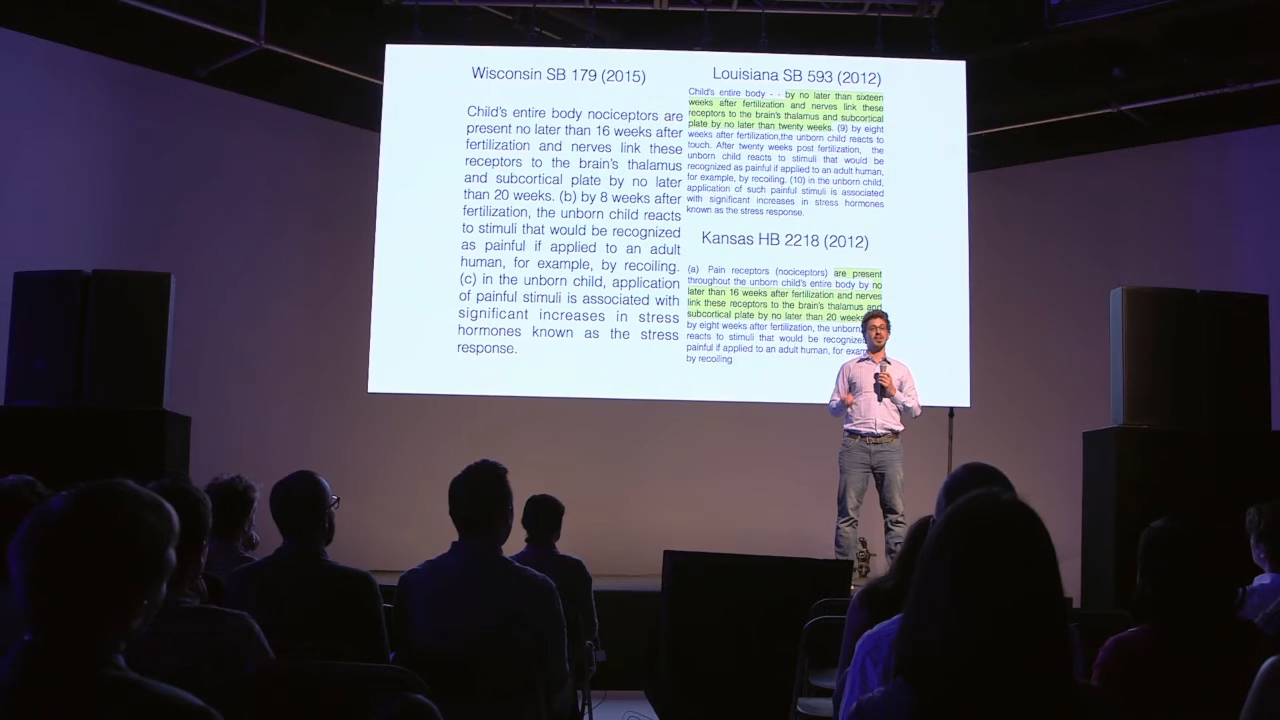 Wisconsin SB 179 (2015)
Child's entire body nociceptors are
present no later than 16 weeks after
fertilization and nerves link these
receptors to the brain's thalamus
and subcortical plate by no later
than 20 weeks. (b) by 8 weeks after
fertilization, the unborn child reacts
to stimuli that would be recognized
as painful if applied to an adult
human, for example, by recoiling.
(c) in the unborn child, application
of painful stimuli is associated with
significant increases in stress
hormones known as the stress
response.
Louisiana SB 593 (2012)
Child's entire body - - by no later than sixteen
weeks after fertilization and nerves link these
receptors to the brain's thalamus and subcortical
plate by no later than twenty weeks. (9) by eight
weeks after fertilization,the unborn child reacts to
touch. After twenty weeks post fertilization, the
unborn child reacts to stimuli that would be
recognized as painful if applied to an adult human,
for example, by recoiling. (10) in the unborn child,
application of such painful stimuli is associated
with significant increases in stress hormones
known as the stress response.
Kansas HB 2218 (2012)
(a) Pain receptors (nociceptors) are present
throughout the unborn child's entire body by no
later than 16 weeks after fertilization and nerves
link these receptors to the brain's thalamus and
subcortical plate by no later than 20
by eight weeks after fertilization, the unborn
reacts to stimuli that would be recognized
painful if applied to an adult human, for
by recoiling